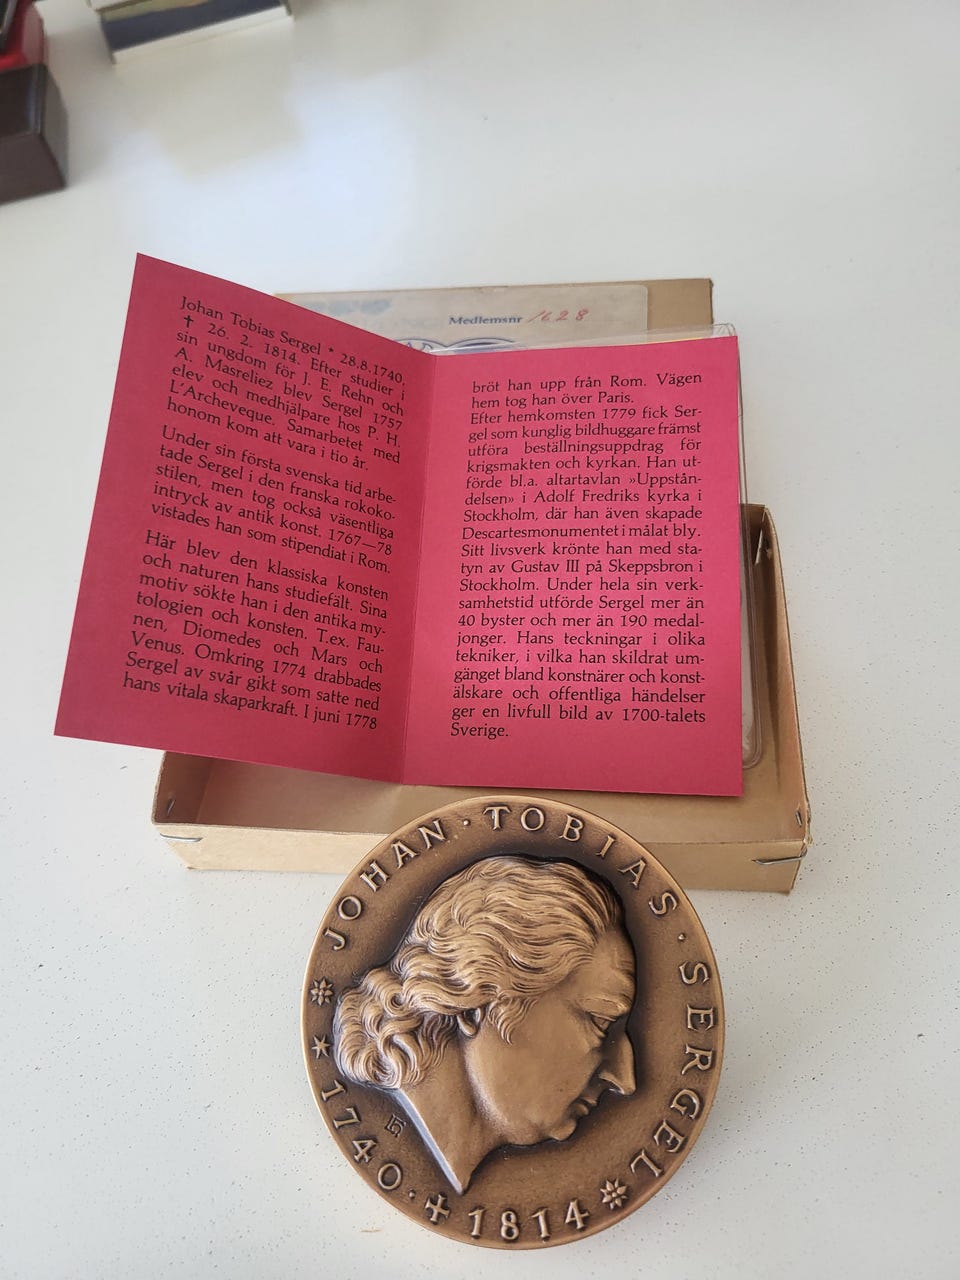 Medlemsnr 1628
Johan Tobias Sergel * 28.8.1740,
† 26. 2. 1814. Efter studier i
sin ungdom för J. E. Rehn och
A. Masreliez blev Sergel 1757
elev och medhjälpare hos P. H.
L'Archeveque. Samarbetet med
honom kom att vara i tio år.
Under sin första svenska tid arbe-
tade Sergel i den franska rokoko-
stilen, men tog också väsentliga
intryck av antik konst. 1767—78
vistades han som stipendiat i Rom.
Här blev den klassiska konsten
och naturen hans studiefält. Sina
motiv sökte han i den antika my-
tologien och konsten. T.ex. Fau-
nen, Diomedes och Mars och
Venus. Omkring 1774 drabbades
Sergel av svår gikt som satte ned
hans vitala skaparkraft. I juni 1778
bröt han upp från Rom. Vägen
hem tog han över Paris.
Efter hemkomsten 1779 fick Ser-
gel som kunglig bildhuggare främst
utföra beställningsuppdrag för
krigsmakten och kyrkan. Han ut-
förde bl.a. altartavlan »Uppstån-
delsen» i Adolf Fredriks kyrka i
Stockholm, där han även skapade
Descartesmonumentet i målat bly.
Sitt livsverk krönte han med sta-
tyn av Gustav III på Skeppsbron i
Stockholm. Under hela sin verk-
samhetstid utförde Sergel mer än
40 byster och mer än 190 medal-
jonger. Hans teckningar i olika
tekniker, i vilka han skildrat um-
gänget bland konstnärer och konst-
älskare och offentliga händelser
ger en livfull bild av 1700-talets
Sverige.
JOHAN · TOBIAS · SERGEL
* 1740 · † 1814